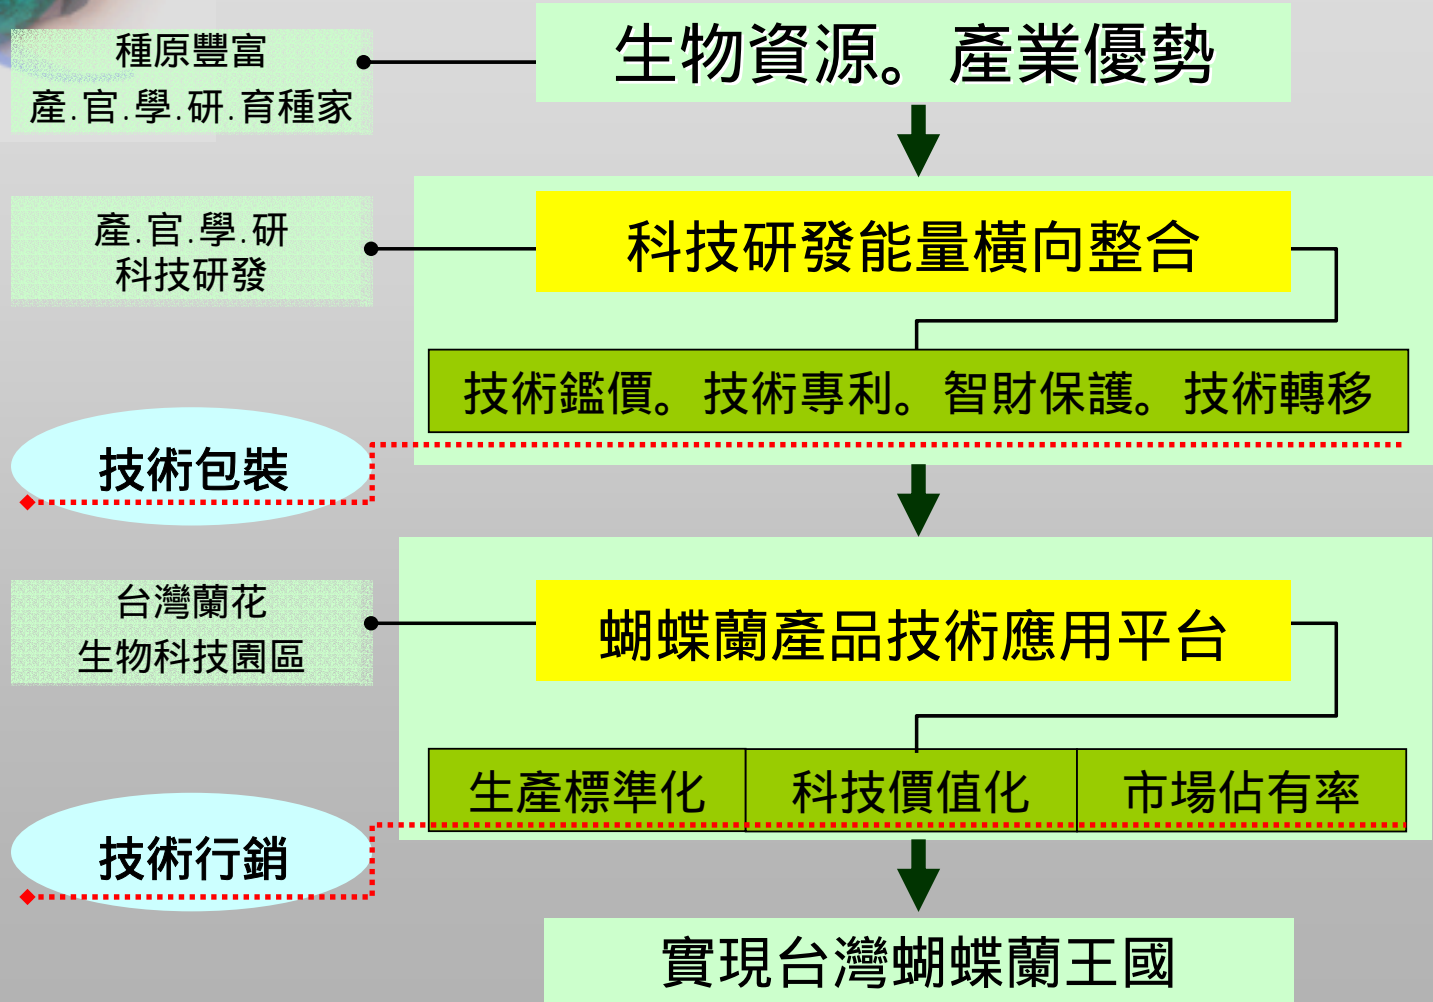 種原豐富
產.官.學.研.育種家
生物資源。產業優勢
產.官.學.研
科技研發
科技研發能量橫向整合
技術鑑價。技術專利。智財保護。技術轉移
技術包裝
台灣蘭花
生物科技園區
蝴蝶蘭產品技術應用平台
生產標準化
科技價值化
市場佔有率
技術行銷
實現台灣蝴蝶蘭王國